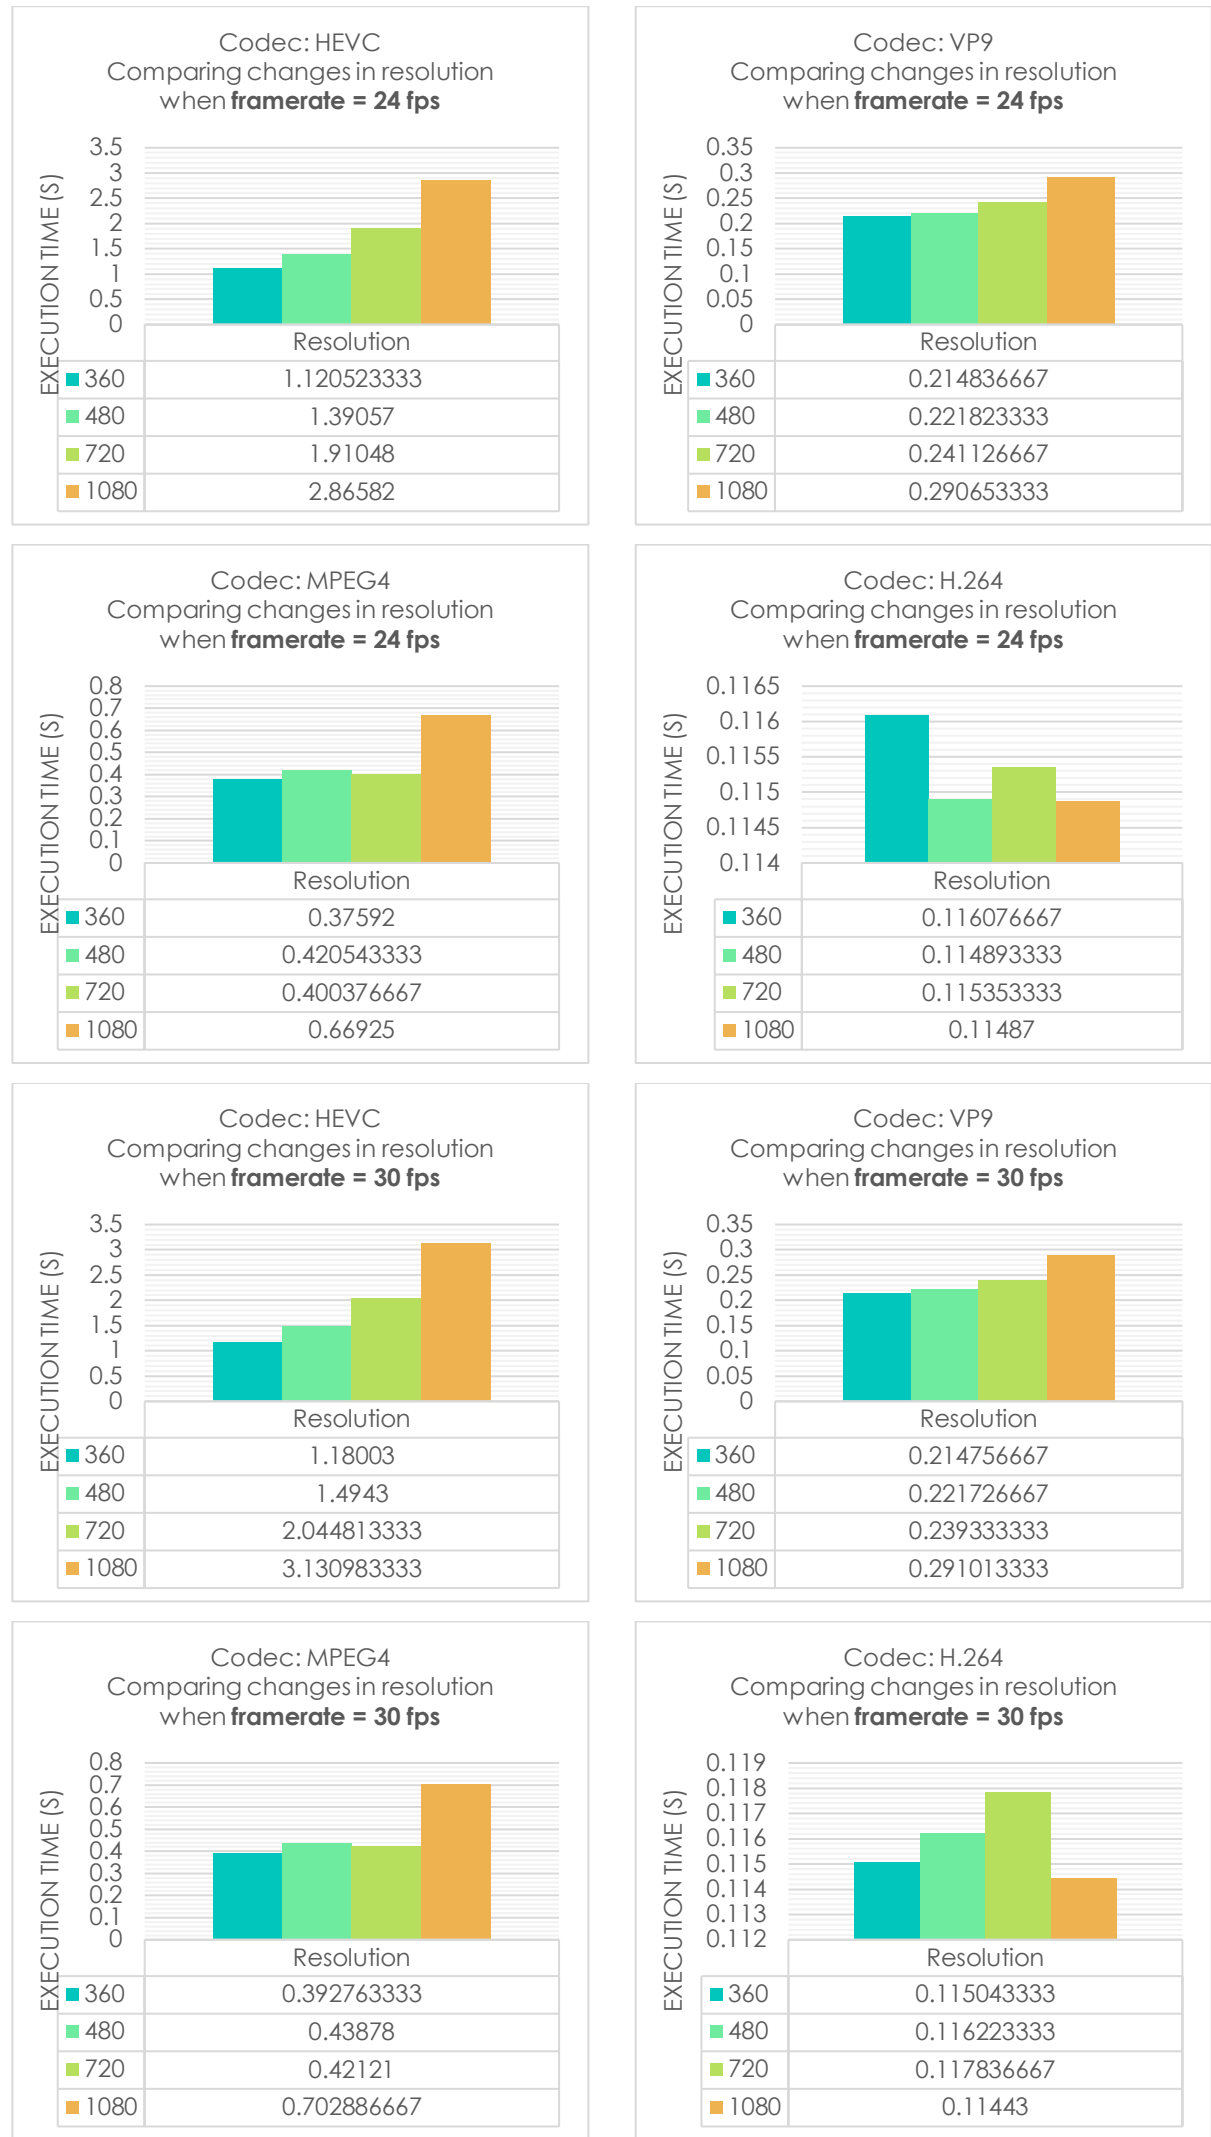 Codec: HEVC
Comparing changes in resolution
when framerate = 24 fps
EXECUTION TIME (S)
3.5
3
2.5
2
1.5
1
0.5
0
Resolution
360 1.120523333
480 1.39057
720 1.91048
1080 2.86582
Codec: VP9
Comparing changes in resolution
when framerate = 24 fps
EXECUTION TIME (S)
0.35
0.3
0.25
0.2
0.15
0.1
0.05
0
Resolution
360 0.214836667
480 0.221823333
720 0.241126667
1080 0.290653333
Codec: MPEG4
Comparing changes in resolution
when framerate = 24 fps
EXECUTION TIME (S)
0.8
0.7
0.6
0.5
0.4
0.3
0.2
0.1
0
Resolution
360 0.37592
480 0.420543333
720 0.400376667
1080 0.66925
Codec: H.264
Comparing changes in resolution
when framerate = 24 fps
EXECUTION TIME (S)
0.1165
0.116
0.1155
0.115
0.1145
0.114
Resolution
360 0.116076667
480 0.114893333
720 0.115353333
1080 0.11487
Codec: HEVC
Comparing changes in resolution
when framerate = 30 fps
EXECUTION TIME (S)
3.5
3
2.5
2
1.5
1
0.5
0
Resolution
360 1.18003
480 1.4943
720 2.044813333
1080 3.130983333
Codec: VP9
Comparing changes in resolution
when framerate = 30 fps
EXECUTION TIME (S)
0.35
0.3
0.25
0.2
0.15
0.1
0.05
0
Resolution
360 0.214756667
480 0.221726667
720 0.239333333
1080 0.291013333
Codec: MPEG4
Comparing changes in resolution
when framerate = 30 fps
EXECUTION TIME (S)
0.8
0.7
0.6
0.5
0.4
0.3
0.2
0.1
0
Resolution
360 0.392763333
480 0.43878
720 0.42121
1080 0.702886667
Codec: H.264
Comparing changes in resolution
when framerate = 30 fps
EXECUTION TIME (S)
0.119
0.118
0.117
0.116
0.115
0.114
0.113
0.112
Resolution
360 0.115043333
480 0.116223333
720 0.117836667
1080 0.11443